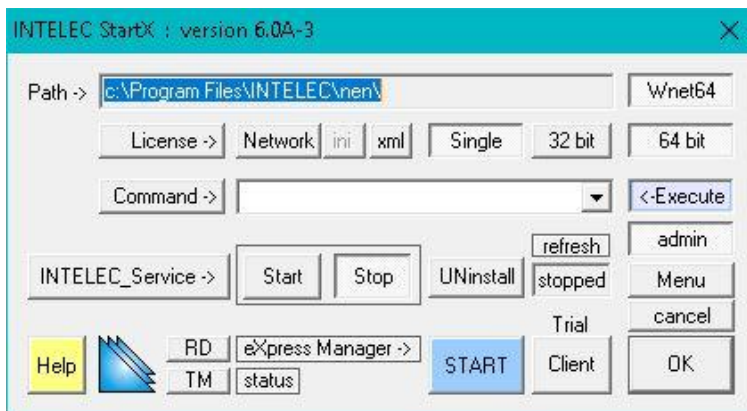 INTELEC StartX : version 6.0A-3
Path -> c:\Program Files\INTELEC\nen\ Wnet64
License -> Network ini xml Single 32 bit 64 bit
Command -> <-Execute
refresh admin
INTELEC_Service -> Start Stop UNinstall stopped Menu
Trial cancel
Help RD eXpress Manager -> START Client OK
TM status